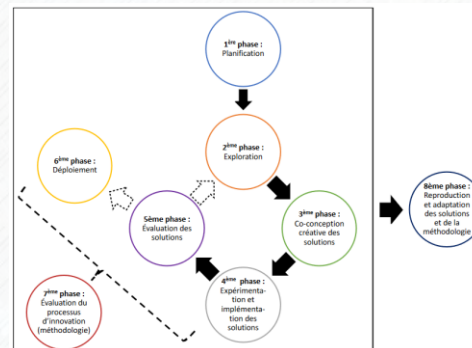 1ère phase :
Planification
2ème phase :
Exploration
3ème phase :
Co-conception
créative des
solutions
4ème phase :
Expérimenta-
tion et
implémenta-
tion des
solutions
5ème phase :
Évaluation des
solutions
6ème phase :
Déploiement
7ème phase :
Évaluation du
processus
d'innovation
(méthodologie)
8ème phase :
Reproduction
et adaptation
des solutions
et de la
méthodologie